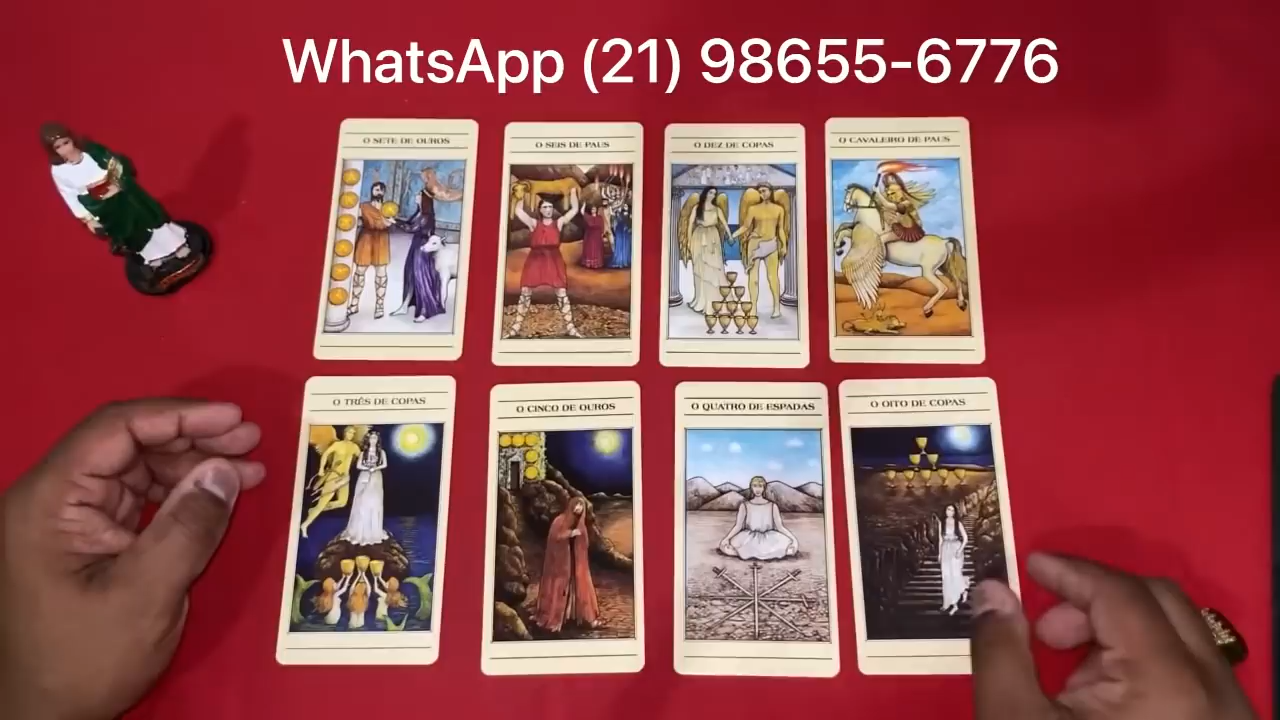 WhatsApp (21) 98655-6776
O SETE DE OUROS
O SEIS DE PAUS
O DEZ DE COPAS
O CAVALEIRO DE PAUS
O TRÊS DE COPAS
O CINCO DE OUROS
O QUATRO DE ESPADAS
O OITO DE COPAS